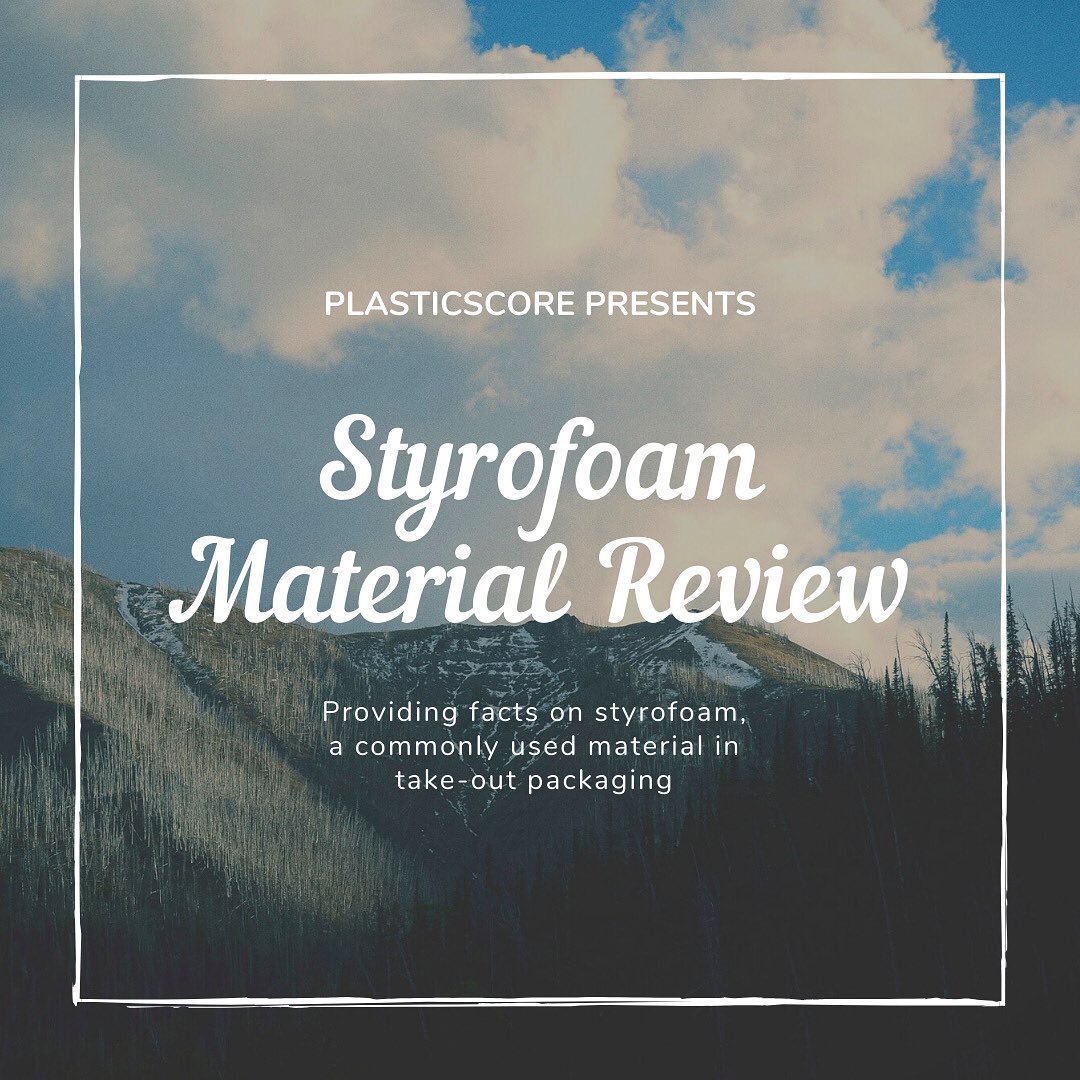 PLASTICSCORE PRESENTS
Styrofoam
Material Review
Providing facts on styrofoam,
a commonly used material in
take-out packaging